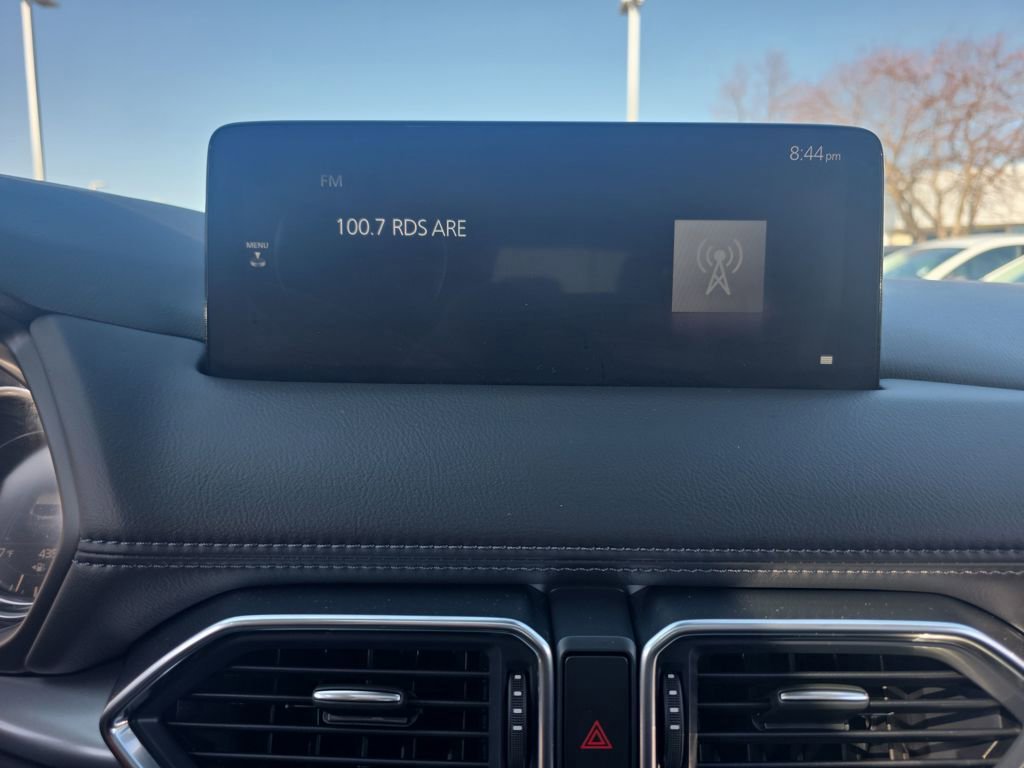 8:44pm
FM
100.7 RDS ARE
MENU